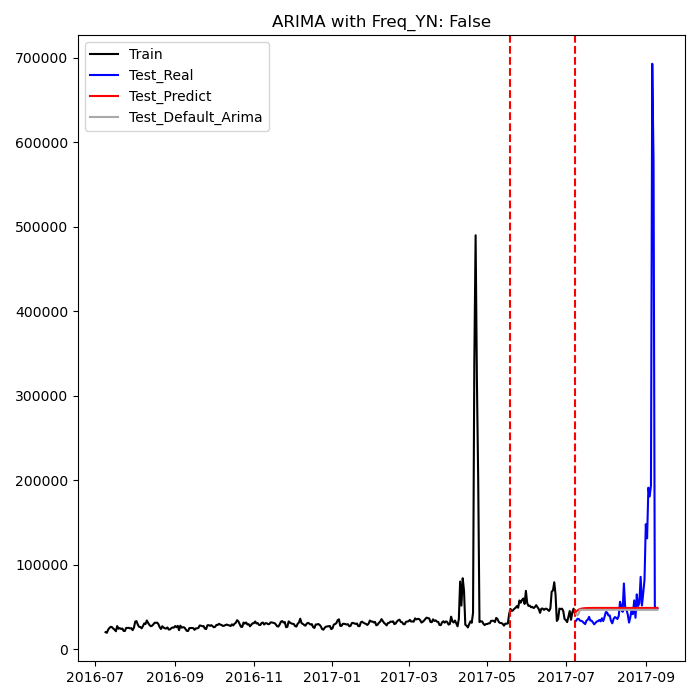 ARIMA with Freq_YN: False
Train
Test_Real
Test_Predict
Test_Default_Arima
700000
600000
500000
400000
300000
200000
100000
0
2016-07 2016-09 2016-11 2017-01 2017-03 2017-05 2017-07 2017-09